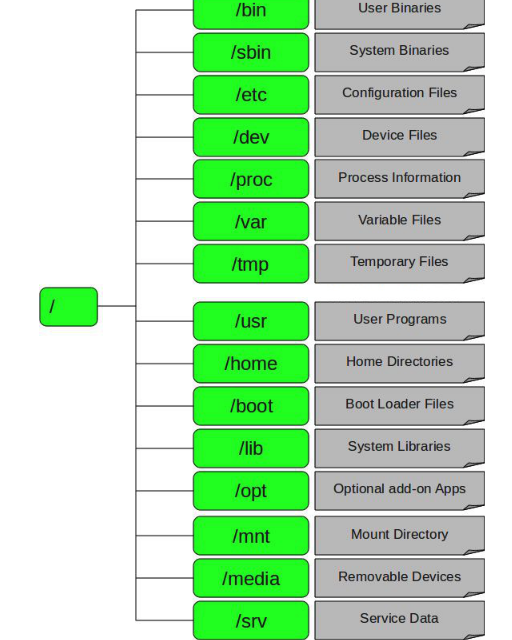 /bin User Binaries
/sbin System Binaries
/etc Configuration Files
/dev Device Files
/proc Process Information
/var Variable Files
/tmp Temporary Files
/
/usr User Programs
/home Home Directories
/boot Boot Loader Files
/lib System Libraries
/opt Optional add-on Apps
/mnt Mount Directory
/media Removable Devices
/srv Service Data